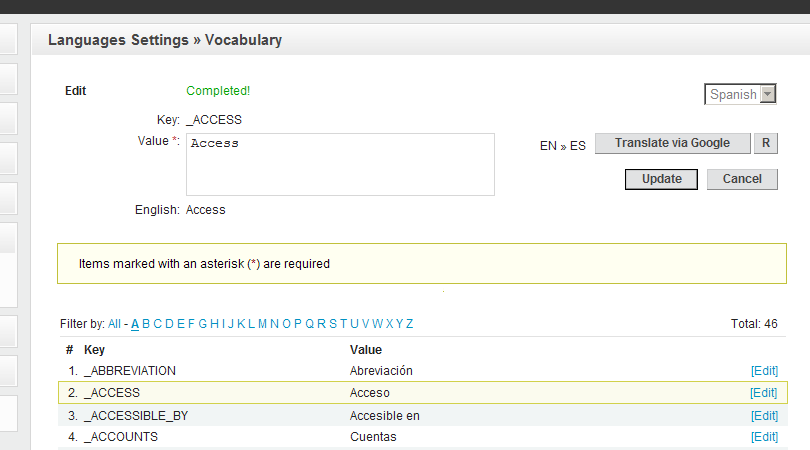 Languages Settings » Vocabulary
Edit Completed! Spanish
Key: _ACCESS
Value *: Access
EN » ES Translate via Google R
Update Cancel
English: Access
Items marked with an asterisk (*) are required
Filter by: All - A B C D E F G H I J K L M N O P Q R S T U V W X Y Z Total: 46
# Key Value
1. _ABBREVIATION Abreviación [Edit]
2. _ACCESS Acceso [Edit]
3. _ACCESSIBLE_BY Accesible en [Edit]
4. _ACCOUNTS Cuentas [Edit]